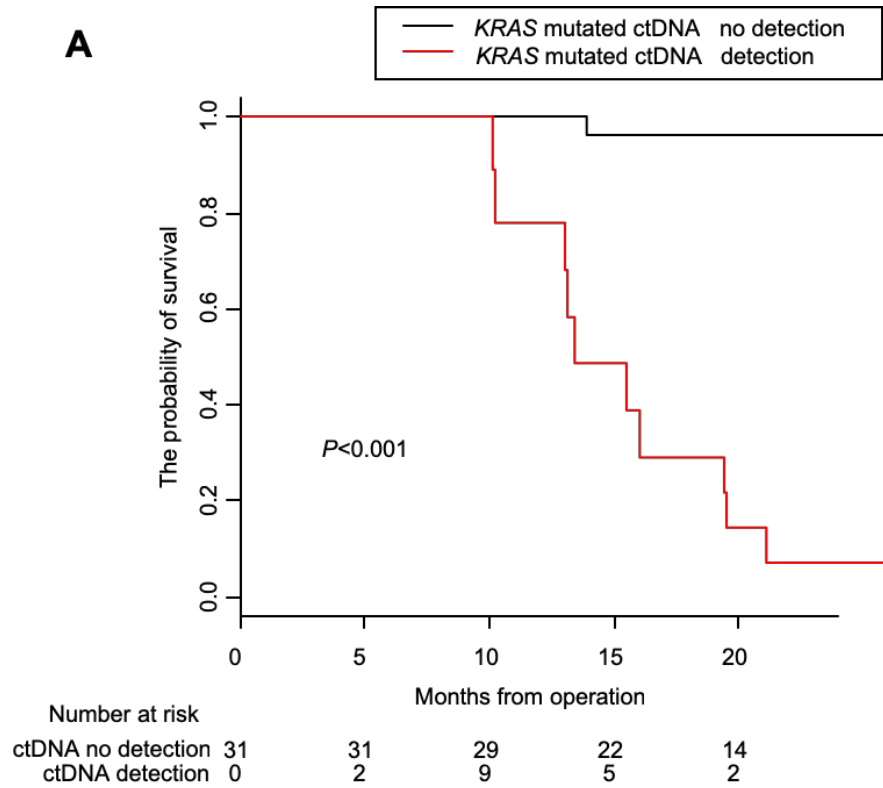 A
KRAS mutated ctDNA no detection
KRAS mutated ctDNA detection
The probability of survival
1.0
0.8
0.6
0.4
0.2
0.0
P<0.001
0 5 10 15 20
Months from operation
Number at risk
ctDNA no detection 31 31 29 22 14
ctDNA detection 0 2 9 5 2